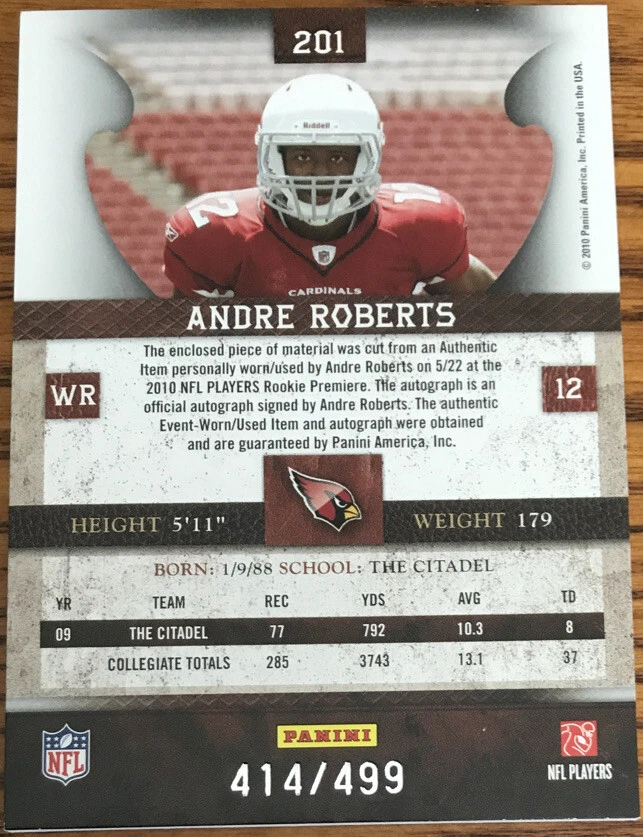 201
Riddell
12
12
CARDINALS
© 2010 Panini America, Inc. Printed in the USA.
ANDRE ROBERTS
WR
The enclosed piece of material was cut from an Authentic
Item personally worn/used by Andre Roberts on 5/22 at the
2010 NFL PLAYERS Rookie Premiere. The autograph is an
official autograph signed by Andre Roberts. The authentic
Event-Worn/Used Item and autograph were obtained
and are guaranteed by Panini America, Inc.
12
HEIGHT 5'11" WEIGHT 179
BORN: 1/9/88 SCHOOL: THE CITADEL
YR TEAM REC YDS AVG TD
09 THE CITADEL 77 792 10.3 8
COLLEGIATE TOTALS 285 3743 13.1 37
NFL
PANINI
414/499
NFL PLAYERS